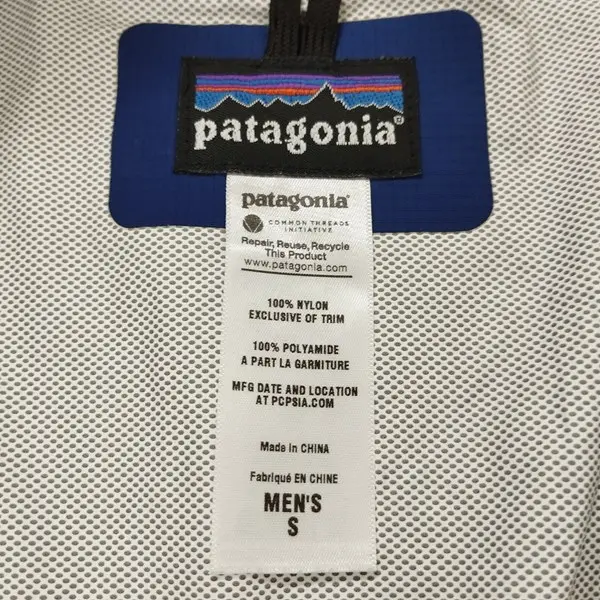 patagonia®
patagonia®
COMMON THREADS
INITIATIVE
Repair, Reuse, Recycle
This Product
www.patagonia.com
100% NYLON
EXCLUSIVE OF TRIM
100% POLYAMIDE
A PART LA GARNITURE
MFG DATE AND LOCATION
AT PCPSIA.COM
Made in CHINA
Fabriqué EN CHINE
MEN'S
S